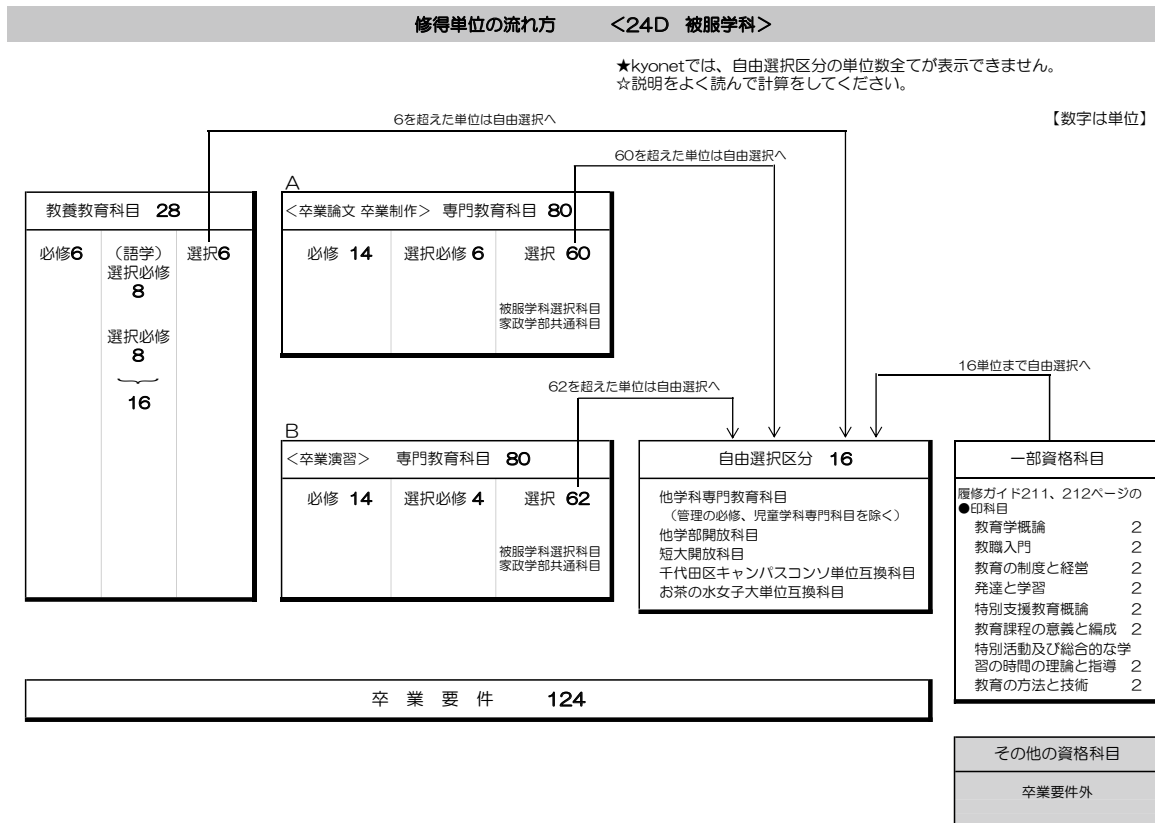 修得単位の流れ方　　＜24D　被服学科＞
★kyonetでは、自由選択区分の単位数全てが表示できません。
☆説明をよく読んで計算をしてください。
【数字は単位】
6を超えた単位は自由選択へ
60を超えた単位は自由選択へ
教養教育科目　28
必修6
（語学）
選択必修
8
選択必修
8
16
選択6
A
＜卒業論文 卒業制作＞　専門教育科目　80
必修　14
選択必修 6
選択　60
被服学科選択科目
家政学部共通科目
62を超えた単位は自由選択へ
16単位まで自由選択へ
B
＜卒業演習＞　専門教育科目　80
必修　14
選択必修 4
選択　62
被服学科選択科目
家政学部共通科目
自由選択区分　16
他学科専門教育科目
（管理の必修、児童学科専門科目を除く）
他学部開放科目
短大開放科目
千代田区キャンパスコンソ単位互換科目
お茶の水女子大単位互換科目
一部資格科目
履修ガイド211、212ページの
●印科目
教育学概論　2
教職入門　2
教育の制度と経営　2
発達と学習　2
特別支援教育概論　2
教育課程の意義と編成　2
特別活動及び総合的な学
習の時間の理論と指導　2
教育の方法と技術　2
卒　業　要　件　　124
その他の資格科目
卒業要件外